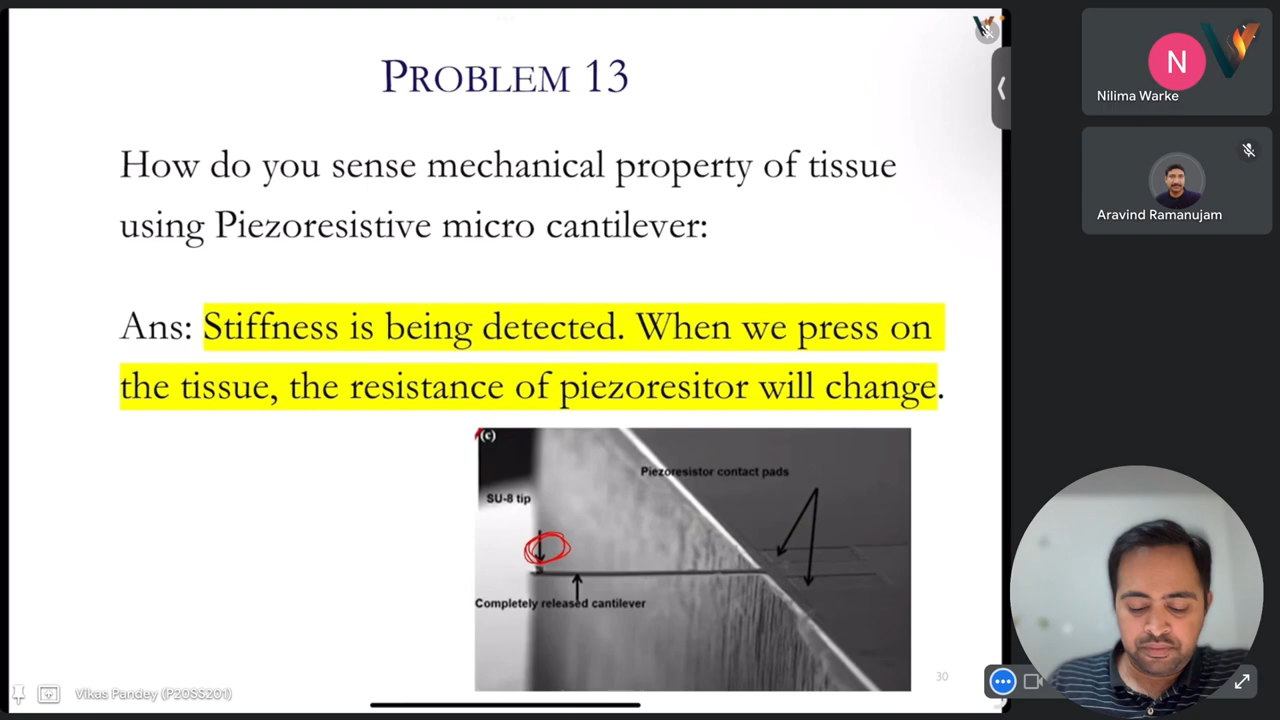 PROBLEM 13
How do you sense mechanical property of tissue
using Piezoresistive micro cantilever:
Ans: Stiffness is being detected. When we press on
the tissue, the resistance of piezoresitor will change.
(c)
Piezoresistor contact pads
SU-8 tip
Completely released cantilever
30
Vikas Pandey (P20SS201)
N
Nilima Warke
Aravind Ramanujam